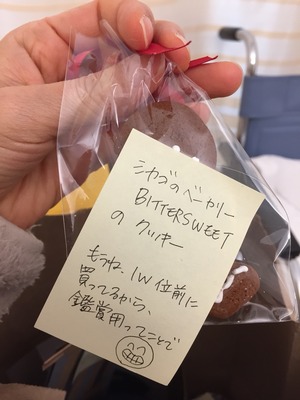 シカゴのベーカリー
BITTERSWEET
の クッキー
もうね、1W位前に
買ってるから、
鑑賞用ってことで